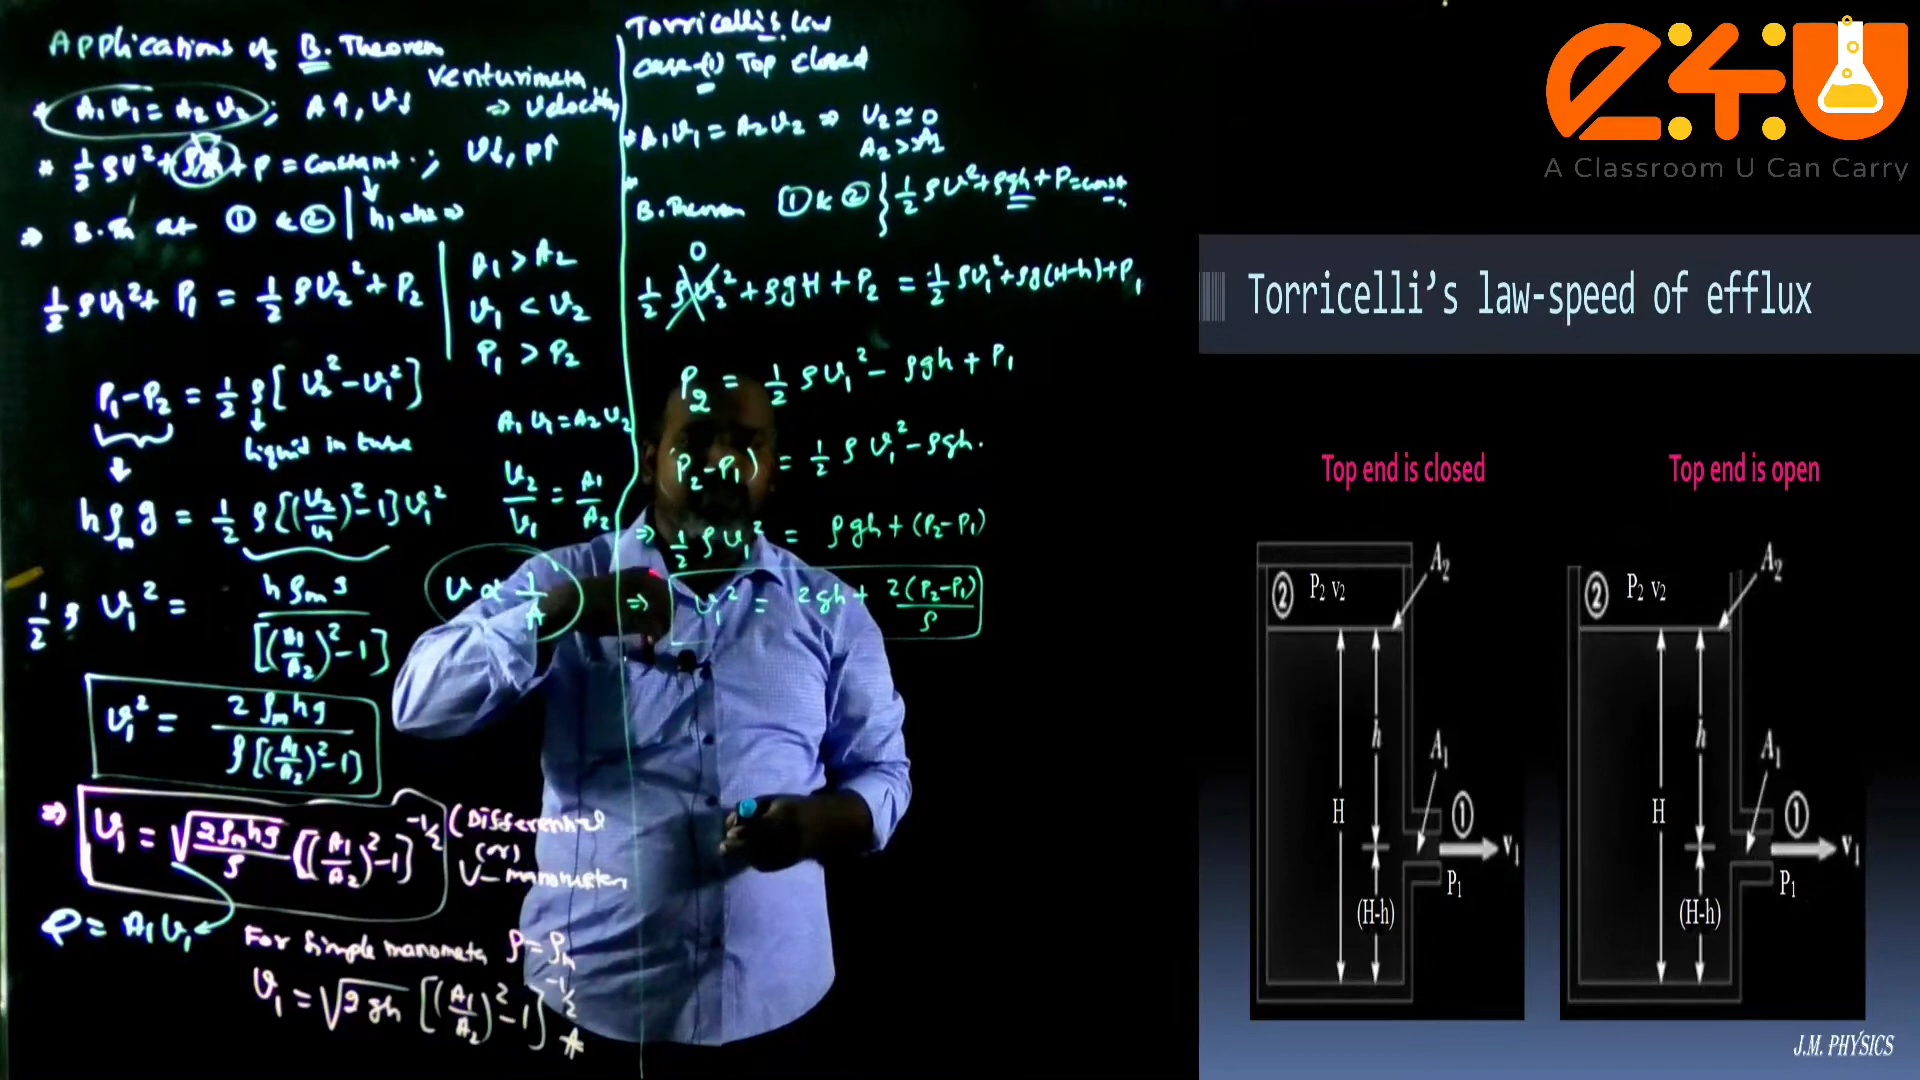 Applications of B. Theorem
* A₁v₁ = A₂v₂ ; A↑, v↓
Venturimeter
⇒ velocity
* ½ρv² + ρgh + P = constant. ; v↓, P↑
⇒ B.Th at ① & ②
½ρv₁² + P₁ = ½ρv₂² + P₂
A₁ > A₂
v₁ < v₂
P₁ > P₂
P₁-P₂ = ½ρ[v₂²-v₁²]
liquid in tube
A₁v₁ = A₂v₂
hρₘg = ½ρ[(v₂/v₁)²-1]v₁²
v₂/v₁ = A₁/A₂
½ρ v₁² = hρₘg / [(A₁/A₂)²-1]
v ∝ 1/A
v₁² = 2ρₘhg / ρ[(A₁/A₂)²-1]
⇒ v₁ = √(2ρₘhg/ρ) [(A₁/A₂)²-1]^-½
(Differential
(or)
U-manometer
Q = A₁v₁
For simple manometer ρ=ρₘ
v₁ = √2gh [(A₁/A₂)²-1]^-½ *
Torricelli's law
case-(1) Top closed
* A₁v₁ = A₂v₂ ⇒ v₂ ≃ 0
A₂ >> A₁
* B.Theorem ① & ② { ½ρv²+ρgh+P=const
0
½ρv₂² + ρgH + P₂ = ½ρv₁²+ρg(H-h)+P₁
P₂ = ½ρv₁² - ρgh + P₁
(P₂-P₁) = ½ρv₁² - ρgh.
⇒ ½ρv₁² = ρgh + (P₂-P₁)
⇒ v₁² = 2gh + 2(P₂-P₁)/ρ
e4U
A Classroom U Can Carry
Torricelli's law-speed of efflux
Top end is closed
Top end is open
② P₂ v₂
A₂
h
A₁
H
①
v₁
P₁
(H-h)
② P₂ v₂
A₂
h
A₁
H
①
v₁
P₁
(H-h)
J.M. PHYSICS